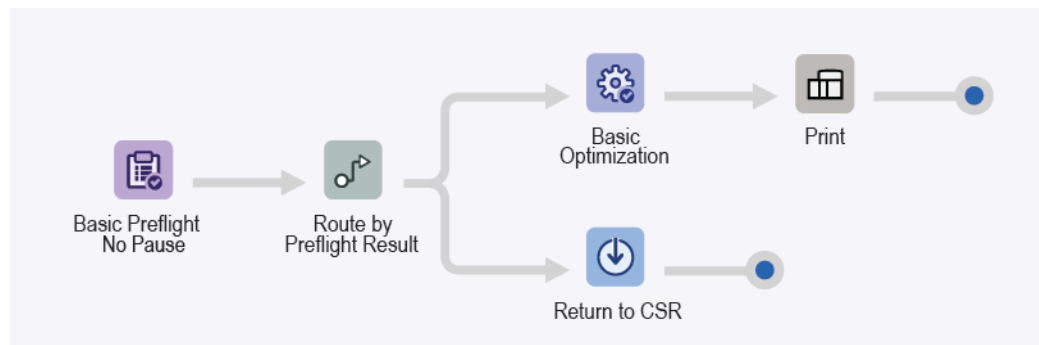 Basic Preflight
No Pause
Route by
Preflight Result
Basic
Optimization
Print
Return to CSR